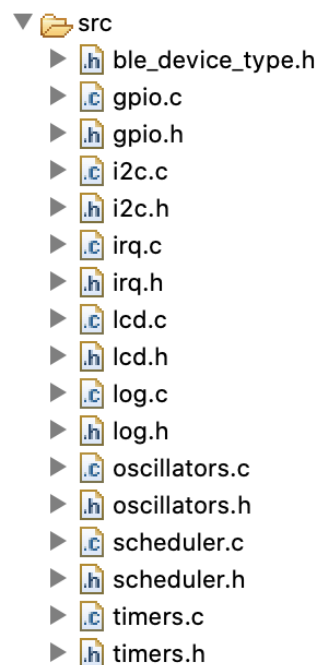 src
.h ble_device_type.h
.c gpio.c
.h gpio.h
.c i2c.c
.h i2c.h
.c irq.c
.h irq.h
.c lcd.c
.h lcd.h
.c log.c
.h log.h
.c oscillators.c
.h oscillators.h
.c scheduler.c
.h scheduler.h
.c timers.c
.h timers.h